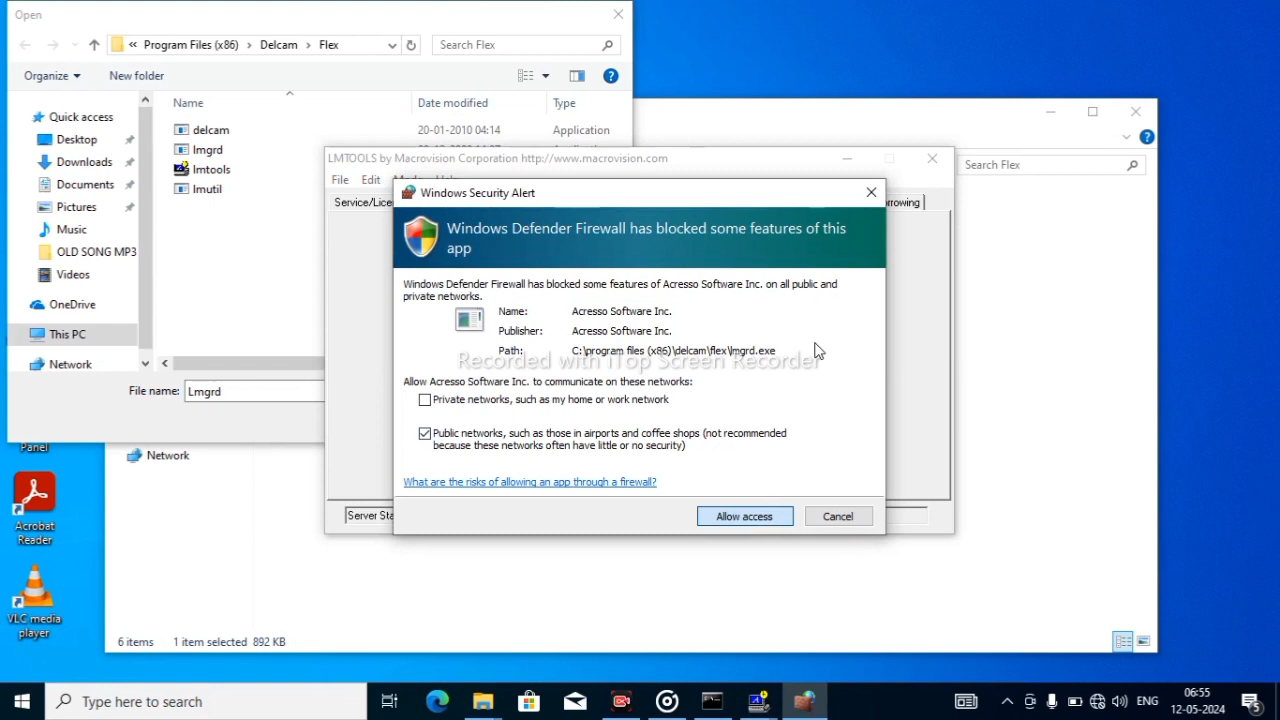 Open
« Program Files (x86) > Delcam > Flex
Search Flex
Organize
New folder
Name
Date modified
Type
Quick access
Desktop
Downloads
Documents
Pictures
Music
OLD SONG MP3
Videos
OneDrive
This PC
Network
delcam
20-01-2010 04:14
Application
lmgrd
lmtools
lmutil
File name:
Lmgrd
LMTOOLS by Macrovision Corporation http://www.macrovision.com
File
Edit
Search Flex
Windows Security Alert
Windows Defender Firewall has blocked some features of this
app
Windows Defender Firewall has blocked some features of Acresso Software Inc. on all public and
private networks.
Name: Acresso Software Inc.
Publisher: Acresso Software Inc.
Path: C:\program files (x86)\delcam\flex\lmgrd.exe
Recorded with iTop Screen Recorder
Allow Acresso Software Inc. to communicate on these networks:
Private networks, such as my home or work network
Public networks, such as those in airports and coffee shops (not recommended
because these networks often have little or no security)
What are the risks of allowing an app through a firewall?
Allow access
Cancel
Panel
Network
Acrobat
Reader
VLC media
player
6 items
1 item selected 892 KB
Type here to search
ENG
06:55
12-05-2024
5